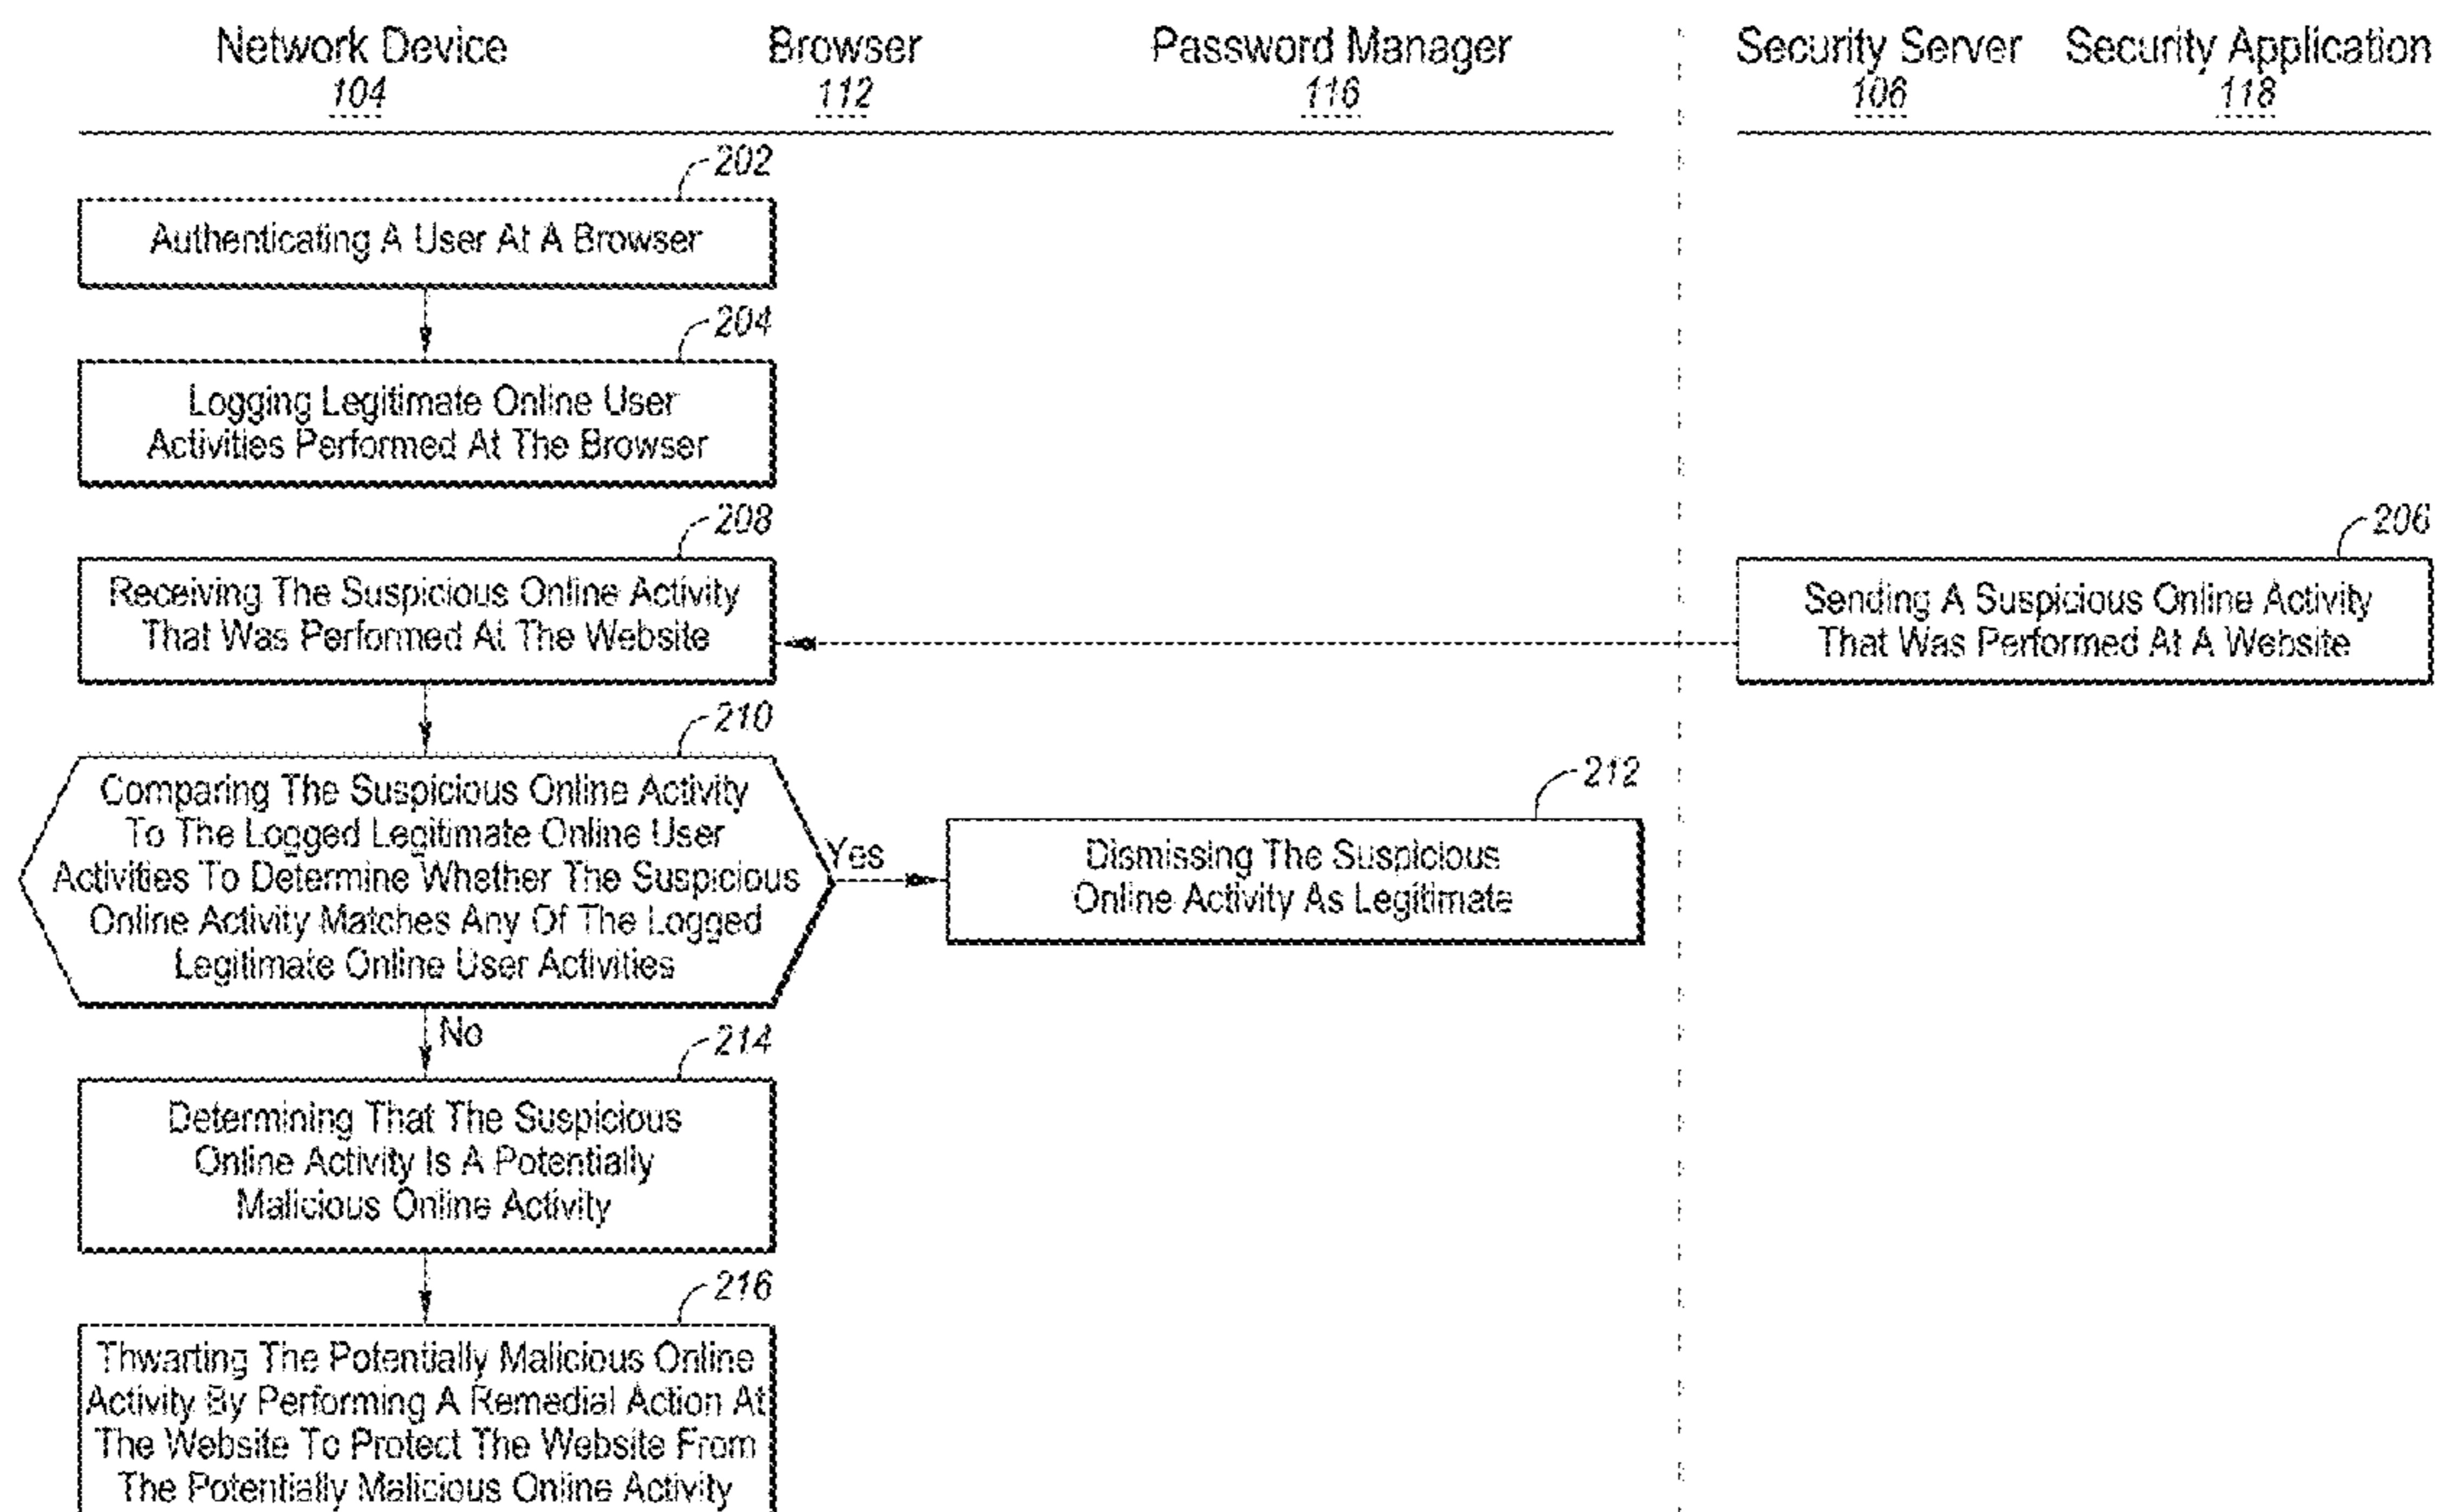 Network Device
104
Browser
112
Password Manager
116
Security Server
106
Security Application
118
202
Authenticating A User At A Browser
204
Logging Legitimate Online User
Activities Performed At The Browser
208
Receiving The Suspicious Online Activity
That Was Performed At The Website
206
Sending A Suspicious Online Activity
That Was Performed At A Website
210
Comparing The Suspicious Online Activity
To The Logged Legitimate Online User
Activities To Determine Whether The Suspicious
Online Activity Matches Any Of The Logged
Legitimate Online User Activities
Yes
212
Dismissing The Suspicious
Online Activity As Legitimate
No
214
Determining That The Suspicious
Online Activity Is A Potentially
Malicious Online Activity
216
Thwarting The Potentially Malicious Online
Activity By Performing A Remedial Action At
The Website To Protect The Website From
The Potentially Malicious Online Activity